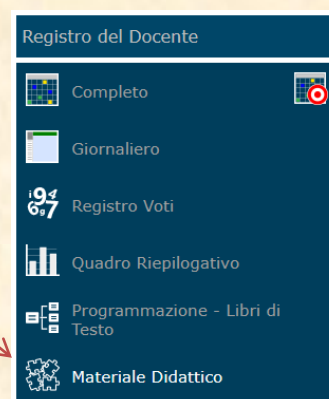 Registro del Docente
Completo
Giornaliero
Registro Voti
Quadro Riepilogativo
Programmazione - Libri di
Testo
Materiale Didattico